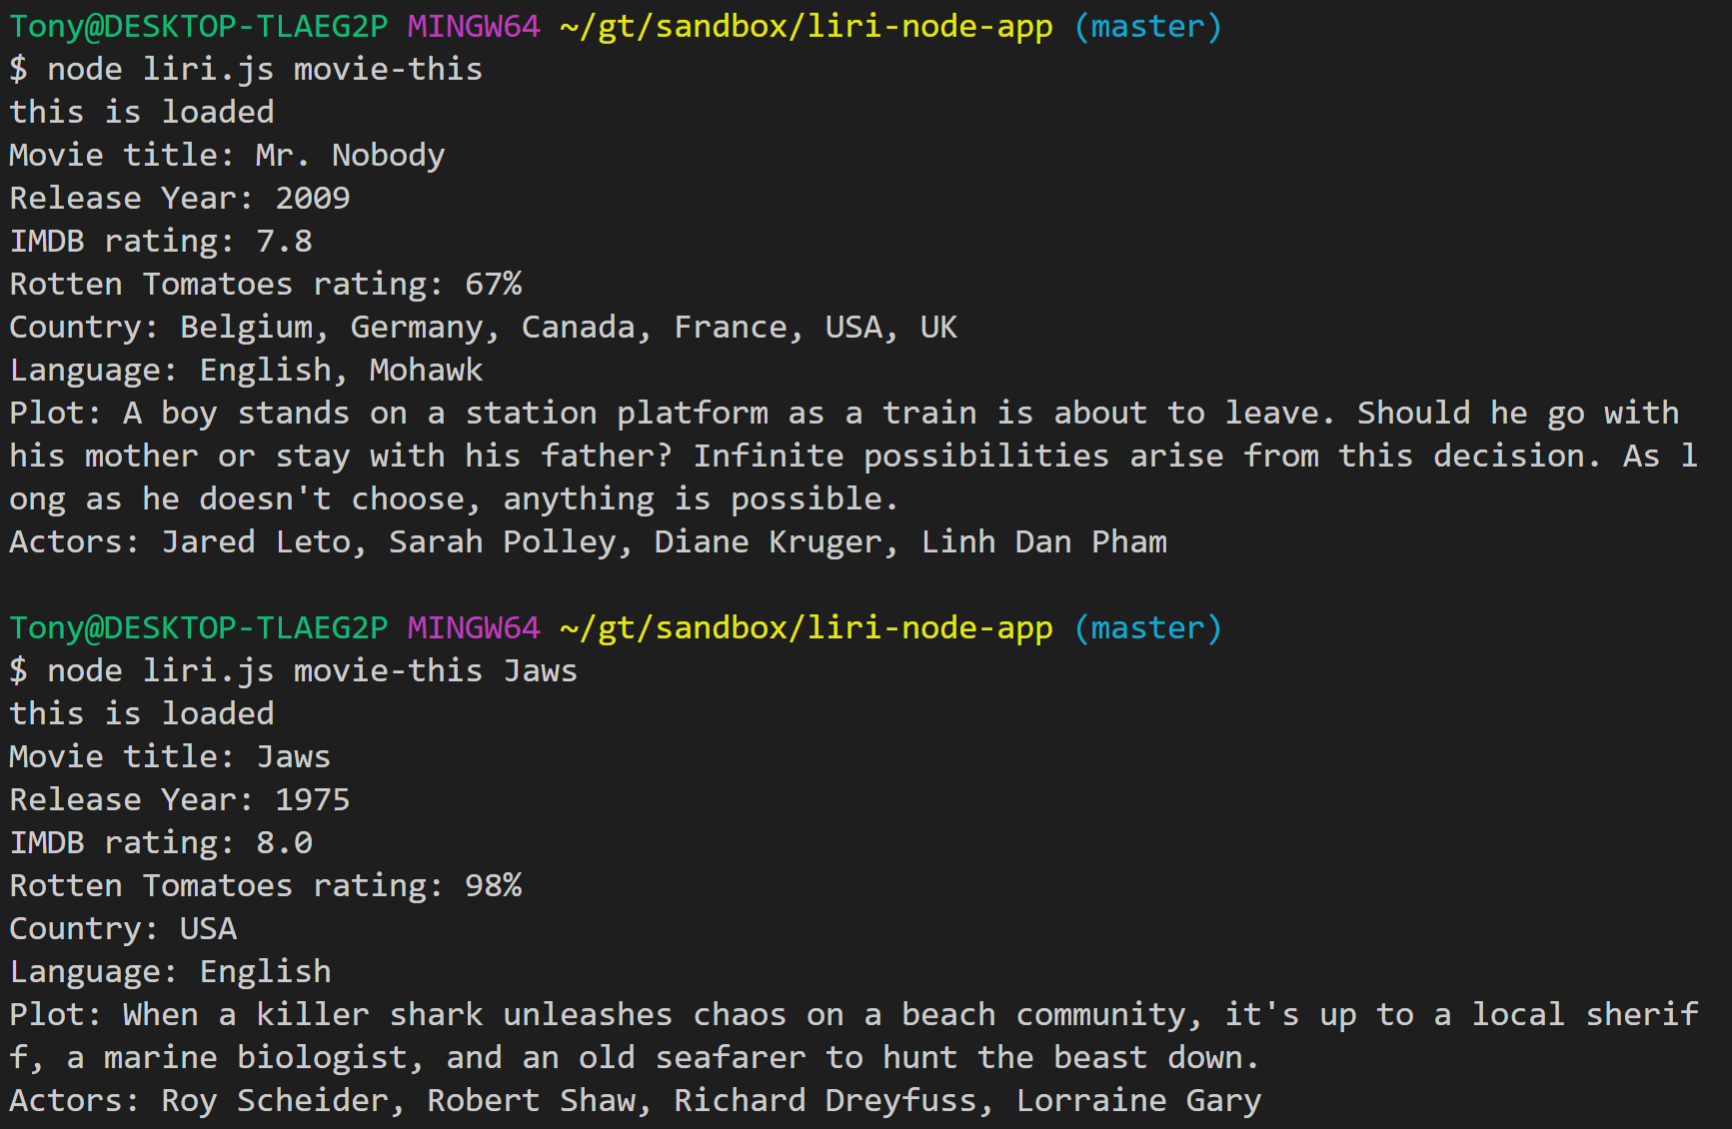 Tony@DESKTOP-TLAEG2P MINGW64 ~/gt/sandbox/liri-node-app (master)
$ node liri.js movie-this
this is loaded
Movie title: Mr. Nobody
Release Year: 2009
IMDB rating: 7.8
Rotten Tomatoes rating: 67%
Country: Belgium, Germany, Canada, France, USA, UK
Language: English, Mohawk
Plot: A boy stands on a station platform as a train is about to leave. Should he go with
his mother or stay with his father? Infinite possibilities arise from this decision. As l
ong as he doesn't choose, anything is possible.
Actors: Jared Leto, Sarah Polley, Diane Kruger, Linh Dan Pham
Tony@DESKTOP-TLAEG2P MINGW64 ~/gt/sandbox/liri-node-app (master)
$ node liri.js movie-this Jaws
this is loaded
Movie title: Jaws
Release Year: 1975
IMDB rating: 8.0
Rotten Tomatoes rating: 98%
Country: USA
Language: English
Plot: When a killer shark unleashes chaos on a beach community, it's up to a local sherif
f, a marine biologist, and an old seafarer to hunt the beast down.
Actors: Roy Scheider, Robert Shaw, Richard Dreyfuss, Lorraine Gary